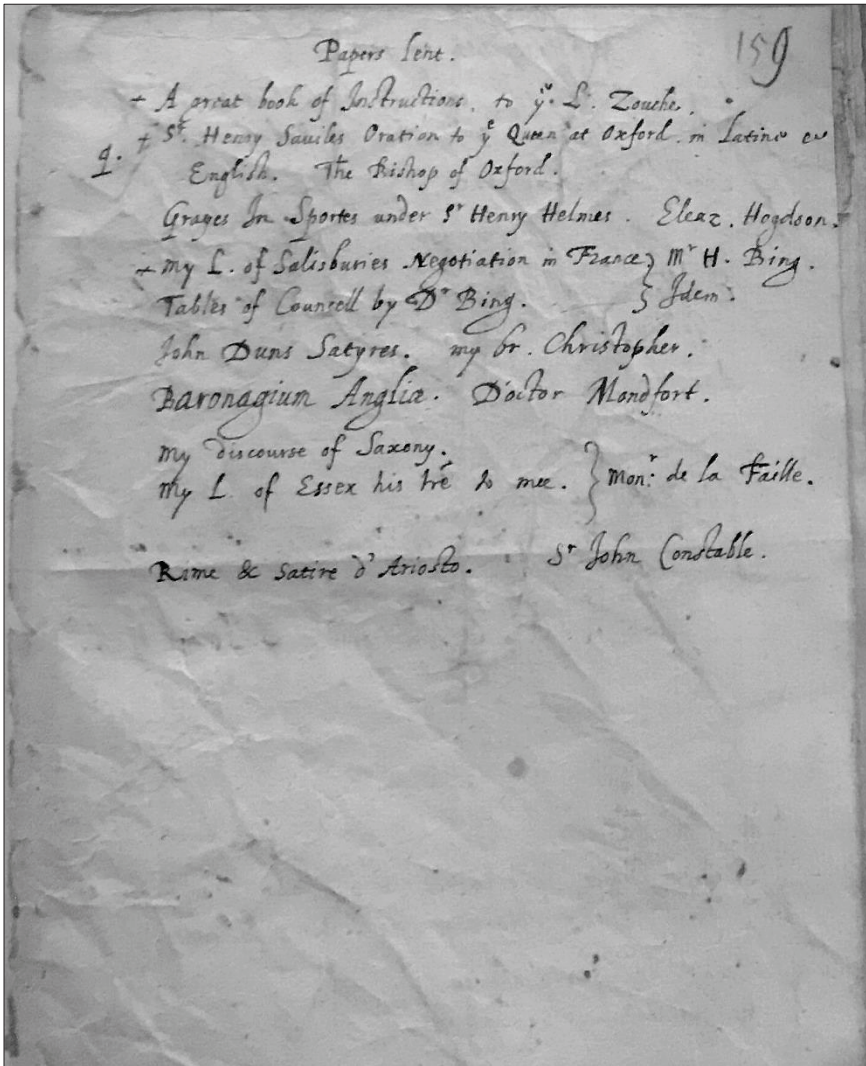 159
Papers lent.
+ A great book of Instructions. to yᵉ L. Zouche.
+ Sʳ. Henry Saviles Oration to yᵉ Queen at Oxford. in Latine &
q. English. The Bishop of Oxford.
Grayes In Sportes under Sʳ Henry Helmes. Eleaz. Hogdson.
+ my L. of Salisburies Negotiation in France } Mʳ H. Bing.
Tables of Counsell by Dʳ Bing. } Idem.
John Duns Satyres. my br. Christopher.
Baronagium Angliæ. Doctor Mondfort.
my discourse of Saxony.
my L. of Essex his lrē to mee. } Monʳ. de la Faille.
Rime & Satire d'Ariosto. Sʳ John Constable.